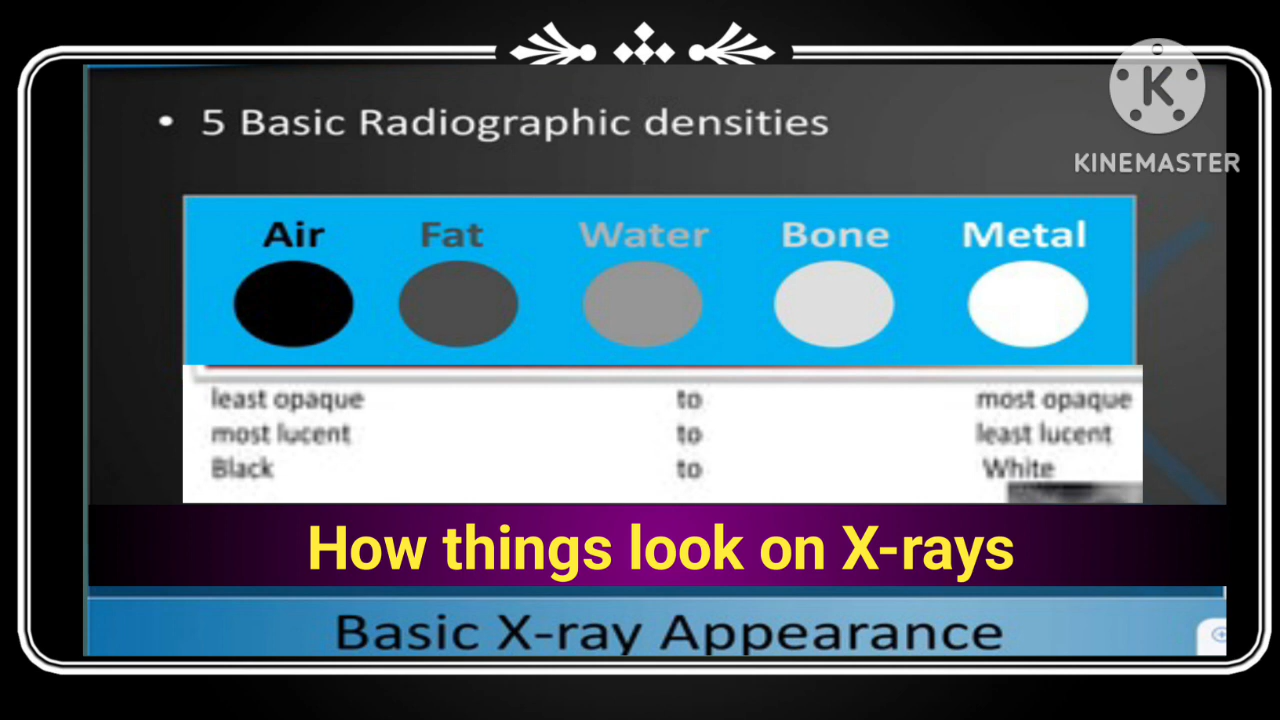 • 5 Basic Radiographic densities
K
KINEMASTER
Air Fat Water Bone Metal
least opaque to most opaque
most lucent to least lucent
Black to White
How things look on X-rays
Basic X-ray Appearance